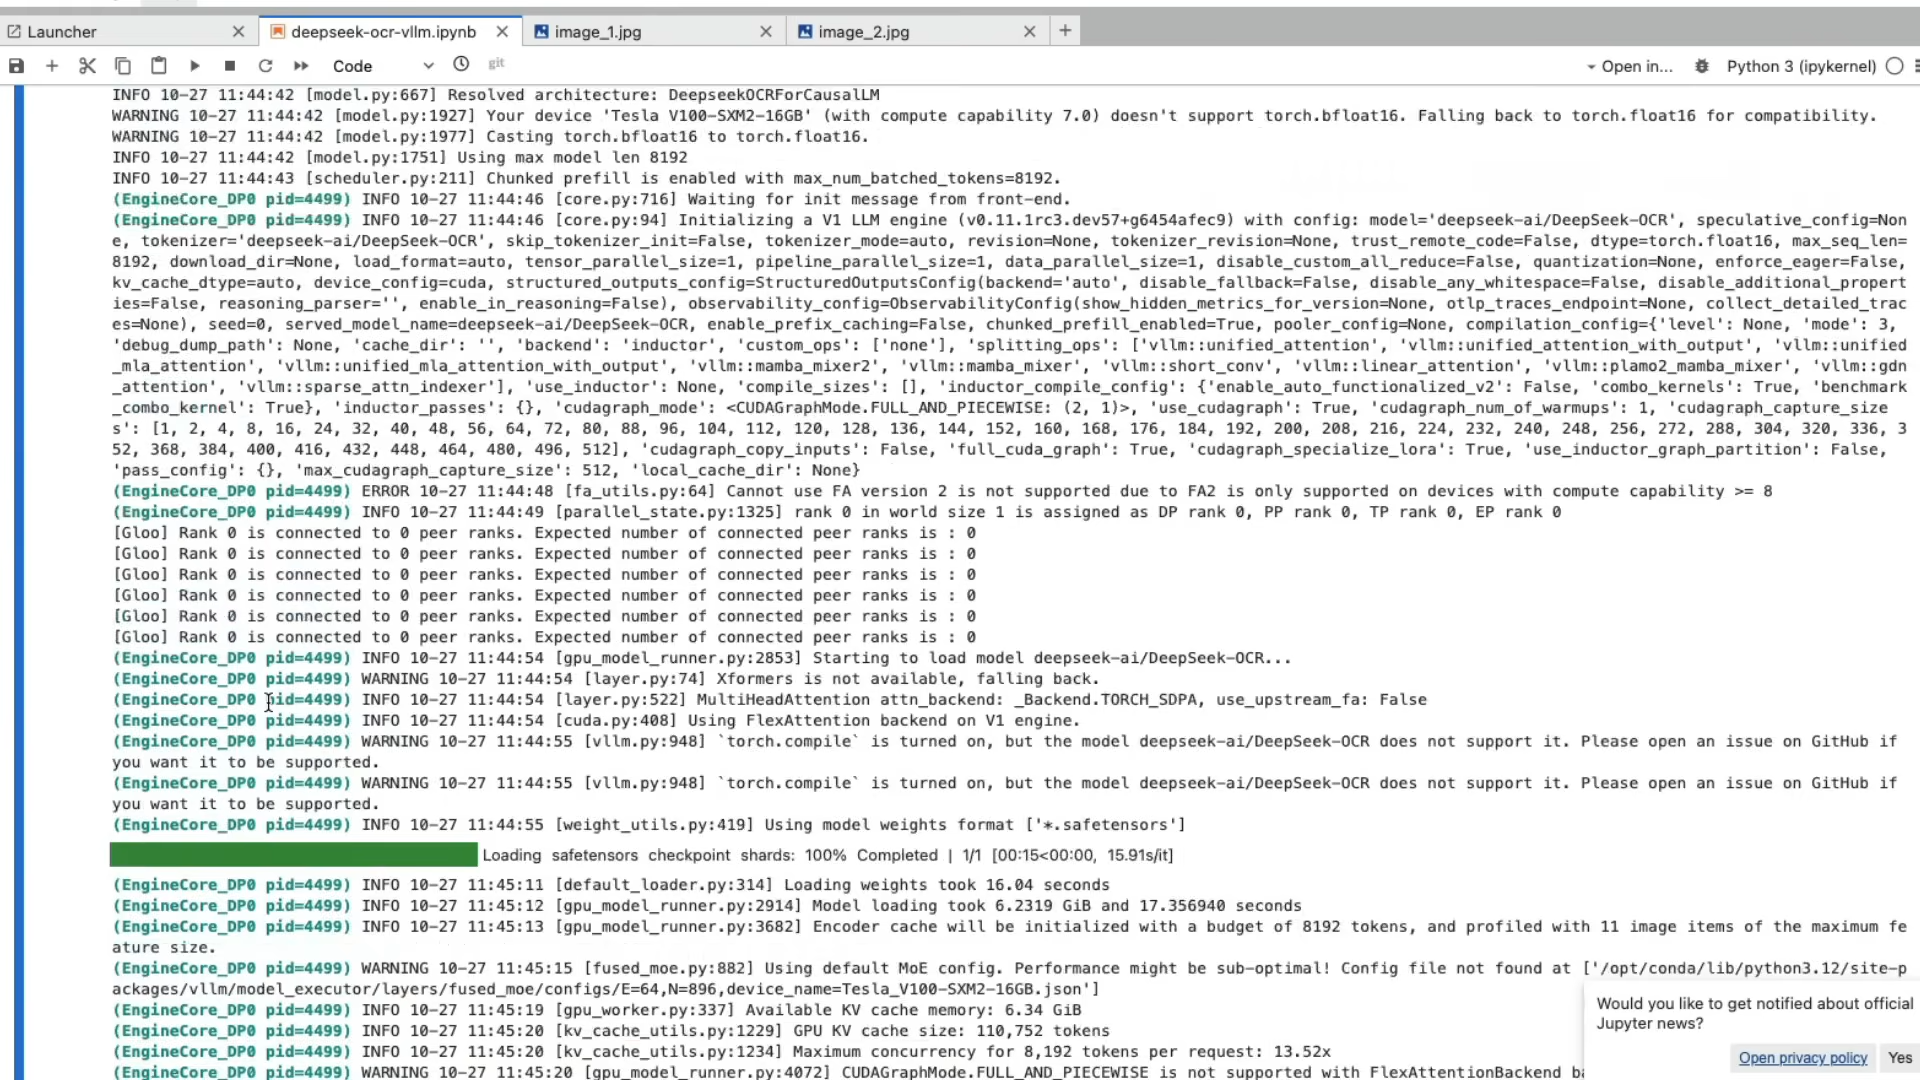 Launcher
deepseek-ocr-vllm.ipynb
image_1.jpg
image_2.jpg
Code
git
Open in...
Python 3 (ipykernel)
INFO 10-27 11:44:42 [model.py:667] Resolved architecture: DeepseekOCRForCausalLM
WARNING 10-27 11:44:42 [model.py:1927] Your device 'Tesla V100-SXM2-16GB' (with compute capability 7.0) doesn't support torch.bfloat16. Falling back to torch.float16 for compatibility.
WARNING 10-27 11:44:42 [model.py:1977] Casting torch.bfloat16 to torch.float16.
INFO 10-27 11:44:42 [model.py:1751] Using max model len 8192
INFO 10-27 11:44:43 [scheduler.py:211] Chunked prefill is enabled with max_num_batched_tokens=8192.
(EngineCore_DP0 pid=4499) INFO 10-27 11:44:46 [core.py:716] Waiting for init message from front-end.
(EngineCore_DP0 pid=4499) INFO 10-27 11:44:46 [core.py:94] Initializing a V1 LLM engine (v0.11.1rc3.dev57+g6454afec9) with config: model='deepseek-ai/DeepSeek-OCR', speculative_config=Non
e, tokenizer='deepseek-ai/DeepSeek-OCR', skip_tokenizer_init=False, tokenizer_mode=auto, revision=None, tokenizer_revision=None, trust_remote_code=False, dtype=torch.float16, max_seq_len=
8192, download_dir=None, load_format=auto, tensor_parallel_size=1, pipeline_parallel_size=1, data_parallel_size=1, disable_custom_all_reduce=False, quantization=None, enforce_eager=False,
kv_cache_dtype=auto, device_config=cuda, structured_outputs_config=StructuredOutputsConfig(backend='auto', disable_fallback=False, disable_any_whitespace=False, disable_additional_propert
ies=False, reasoning_parser='', enable_in_reasoning=False), observability_config=ObservabilityConfig(show_hidden_metrics_for_version=None, otlp_traces_endpoint=None, collect_detailed_trac
es=None), seed=0, served_model_name=deepseek-ai/DeepSeek-OCR, enable_prefix_caching=False, chunked_prefill_enabled=True, pooler_config=None, compilation_config={'level': None, 'mode': 3,
'debug_dump_path': None, 'cache_dir': '', 'backend': 'inductor', 'custom_ops': ['none'], 'splitting_ops': ['vllm::unified_attention', 'vllm::unified_attention_with_output', 'vllm::unified
_mla_attention', 'vllm::unified_mla_attention_with_output', 'vllm::mamba_mixer2', 'vllm::mamba_mixer', 'vllm::short_conv', 'vllm::linear_attention', 'vllm::plamo2_mamba_mixer', 'vllm::gdn
_attention', 'vllm::sparse_attn_indexer'], 'use_inductor': None, 'compile_sizes': [], 'inductor_compile_config': {'enable_auto_functionalized_v2': False, 'combo_kernels': True, 'benchmark
_combo_kernel': True}, 'inductor_passes': {}, 'cudagraph_mode': <CUDAGraphMode.FULL_AND_PIECEWISE: (2, 1)>, 'use_cudagraph': True, 'cudagraph_num_of_warmups': 1, 'cudagraph_capture_size
s': [1, 2, 4, 8, 16, 24, 32, 40, 48, 56, 64, 72, 80, 88, 96, 104, 112, 120, 128, 136, 144, 152, 160, 168, 176, 184, 192, 200, 208, 216, 224, 232, 240, 248, 256, 272, 288, 304, 320, 336, 3
52, 368, 384, 400, 416, 432, 448, 464, 480, 496, 512], 'cudagraph_copy_inputs': False, 'full_cuda_graph': True, 'cudagraph_specialize_lora': True, 'use_inductor_graph_partition': False,
'pass_config': {}, 'max_cudagraph_capture_size': 512, 'local_cache_dir': None}
(EngineCore_DP0 pid=4499) ERROR 10-27 11:44:48 [fa_utils.py:64] Cannot use FA version 2 is not supported due to FA2 is only supported on devices with compute capability >= 8
(EngineCore_DP0 pid=4499) INFO 10-27 11:44:49 [parallel_state.py:1325] rank 0 in world size 1 is assigned as DP rank 0, PP rank 0, TP rank 0, EP rank 0
[Gloo] Rank 0 is connected to 0 peer ranks. Expected number of connected peer ranks is : 0
[Gloo] Rank 0 is connected to 0 peer ranks. Expected number of connected peer ranks is : 0
[Gloo] Rank 0 is connected to 0 peer ranks. Expected number of connected peer ranks is : 0
[Gloo] Rank 0 is connected to 0 peer ranks. Expected number of connected peer ranks is : 0
[Gloo] Rank 0 is connected to 0 peer ranks. Expected number of connected peer ranks is : 0
[Gloo] Rank 0 is connected to 0 peer ranks. Expected number of connected peer ranks is : 0
(EngineCore_DP0 pid=4499) INFO 10-27 11:44:54 [gpu_model_runner.py:2853] Starting to load model deepseek-ai/DeepSeek-OCR...
(EngineCore_DP0 pid=4499) WARNING 10-27 11:44:54 [layer.py:74] Xformers is not available, falling back.
(EngineCore_DP0 pid=4499) INFO 10-27 11:44:54 [layer.py:522] MultiHeadAttention attn_backend: _Backend.TORCH_SDPA, use_upstream_fa: False
(EngineCore_DP0 pid=4499) INFO 10-27 11:44:54 [cuda.py:408] Using FlexAttention backend on V1 engine.
(EngineCore_DP0 pid=4499) WARNING 10-27 11:44:55 [vllm.py:948] `torch.compile` is turned on, but the model deepseek-ai/DeepSeek-OCR does not support it. Please open an issue on GitHub if
you want it to be supported.
(EngineCore_DP0 pid=4499) WARNING 10-27 11:44:55 [vllm.py:948] `torch.compile` is turned on, but the model deepseek-ai/DeepSeek-OCR does not support it. Please open an issue on GitHub if
you want it to be supported.
(EngineCore_DP0 pid=4499) INFO 10-27 11:44:55 [weight_utils.py:419] Using model weights format ['*.safetensors']
Loading safetensors checkpoint shards: 100% Completed | 1/1 [00:15<00:00, 15.91s/it]
(EngineCore_DP0 pid=4499) INFO 10-27 11:45:11 [default_loader.py:314] Loading weights took 16.04 seconds
(EngineCore_DP0 pid=4499) INFO 10-27 11:45:12 [gpu_model_runner.py:2914] Model loading took 6.2319 GiB and 17.356940 seconds
(EngineCore_DP0 pid=4499) INFO 10-27 11:45:13 [gpu_model_runner.py:3682] Encoder cache will be initialized with a budget of 8192 tokens, and profiled with 11 image items of the maximum fe
ature size.
(EngineCore_DP0 pid=4499) WARNING 10-27 11:45:15 [fused_moe.py:882] Using default MoE config. Performance might be sub-optimal! Config file not found at ['/opt/conda/lib/python3.12/site-p
ackages/vllm/model_executor/layers/fused_moe/configs/E=64,N=896,device_name=Tesla_V100-SXM2-16GB.json']
(EngineCore_DP0 pid=4499) INFO 10-27 11:45:19 [gpu_worker.py:337] Available KV cache memory: 6.34 GiB
(EngineCore_DP0 pid=4499) INFO 10-27 11:45:20 [kv_cache_utils.py:1229] GPU KV cache size: 110,752 tokens
(EngineCore_DP0 pid=4499) INFO 10-27 11:45:20 [kv_cache_utils.py:1234] Maximum concurrency for 8,192 tokens per request: 13.52x
(EngineCore_DP0 pid=4499) WARNING 10-27 11:45:20 [gpu_model_runner.py:4072] CUDAGraphMode.FULL_AND_PIECEWISE is not supported with FlexAttentionBackend
Would you like to get notified about official
Jupyter news?
Open privacy policy
Yes